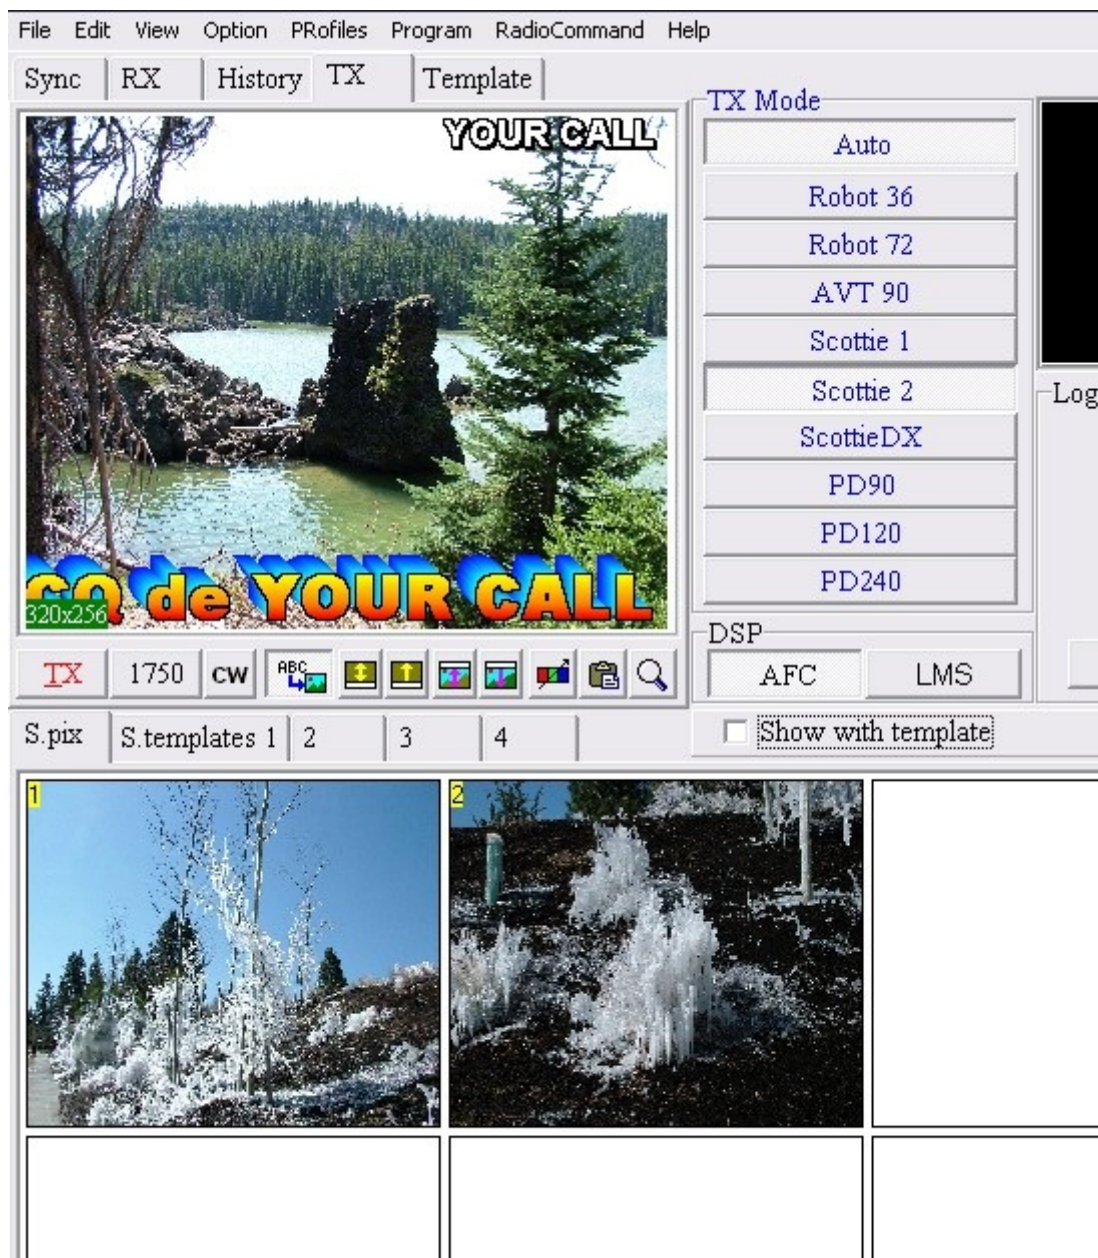 File Edit View Option PRofiles Program RadioCommand Help
Sync RX History TX Template
YOUR CALL
CQ de YOUR CALL
320x256
TX 1750 CW ABC
TX Mode
Auto
Robot 36
Robot 72
AVT 90
Scottie 1
Scottie 2
ScottieDX
PD90
PD120
PD240
DSP
AFC LMS
Log
S.pix S.templates 1 2 3 4
Show with template
1
2